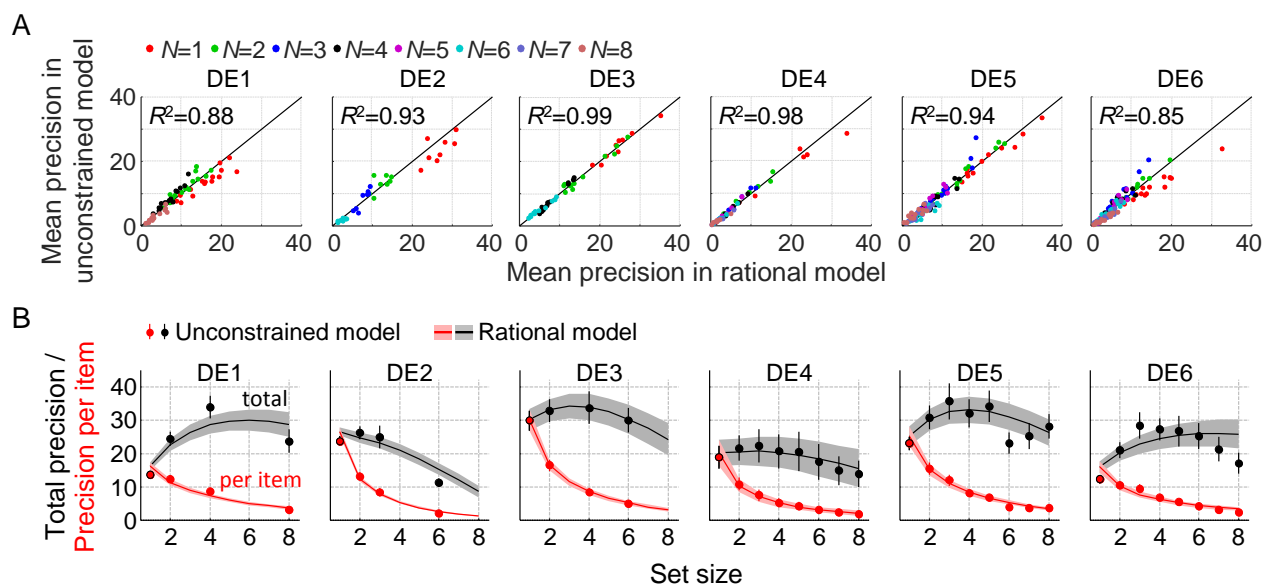 A
N=1 N=2 N=3 N=4 N=5 N=6 N=7 N=8
Mean precision in
unconstrained model
DE1 DE2 DE3 DE4 DE5 DE6
R²=0.88 R²=0.93 R²=0.99 R²=0.98 R²=0.94 R²=0.85
40
20
0
0 20 40 0 20 40 0 20 40 0 20 40 0 20 40 0 20 40
Mean precision in rational model
B
Unconstrained model Rational model
Total precision /
Precision per item
DE1 DE2 DE3 DE4 DE5 DE6
total
per item
40
30
20
10
0
2 4 6 8 2 4 6 8 2 4 6 8 2 4 6 8 2 4 6 8 2 4 6 8
Set size